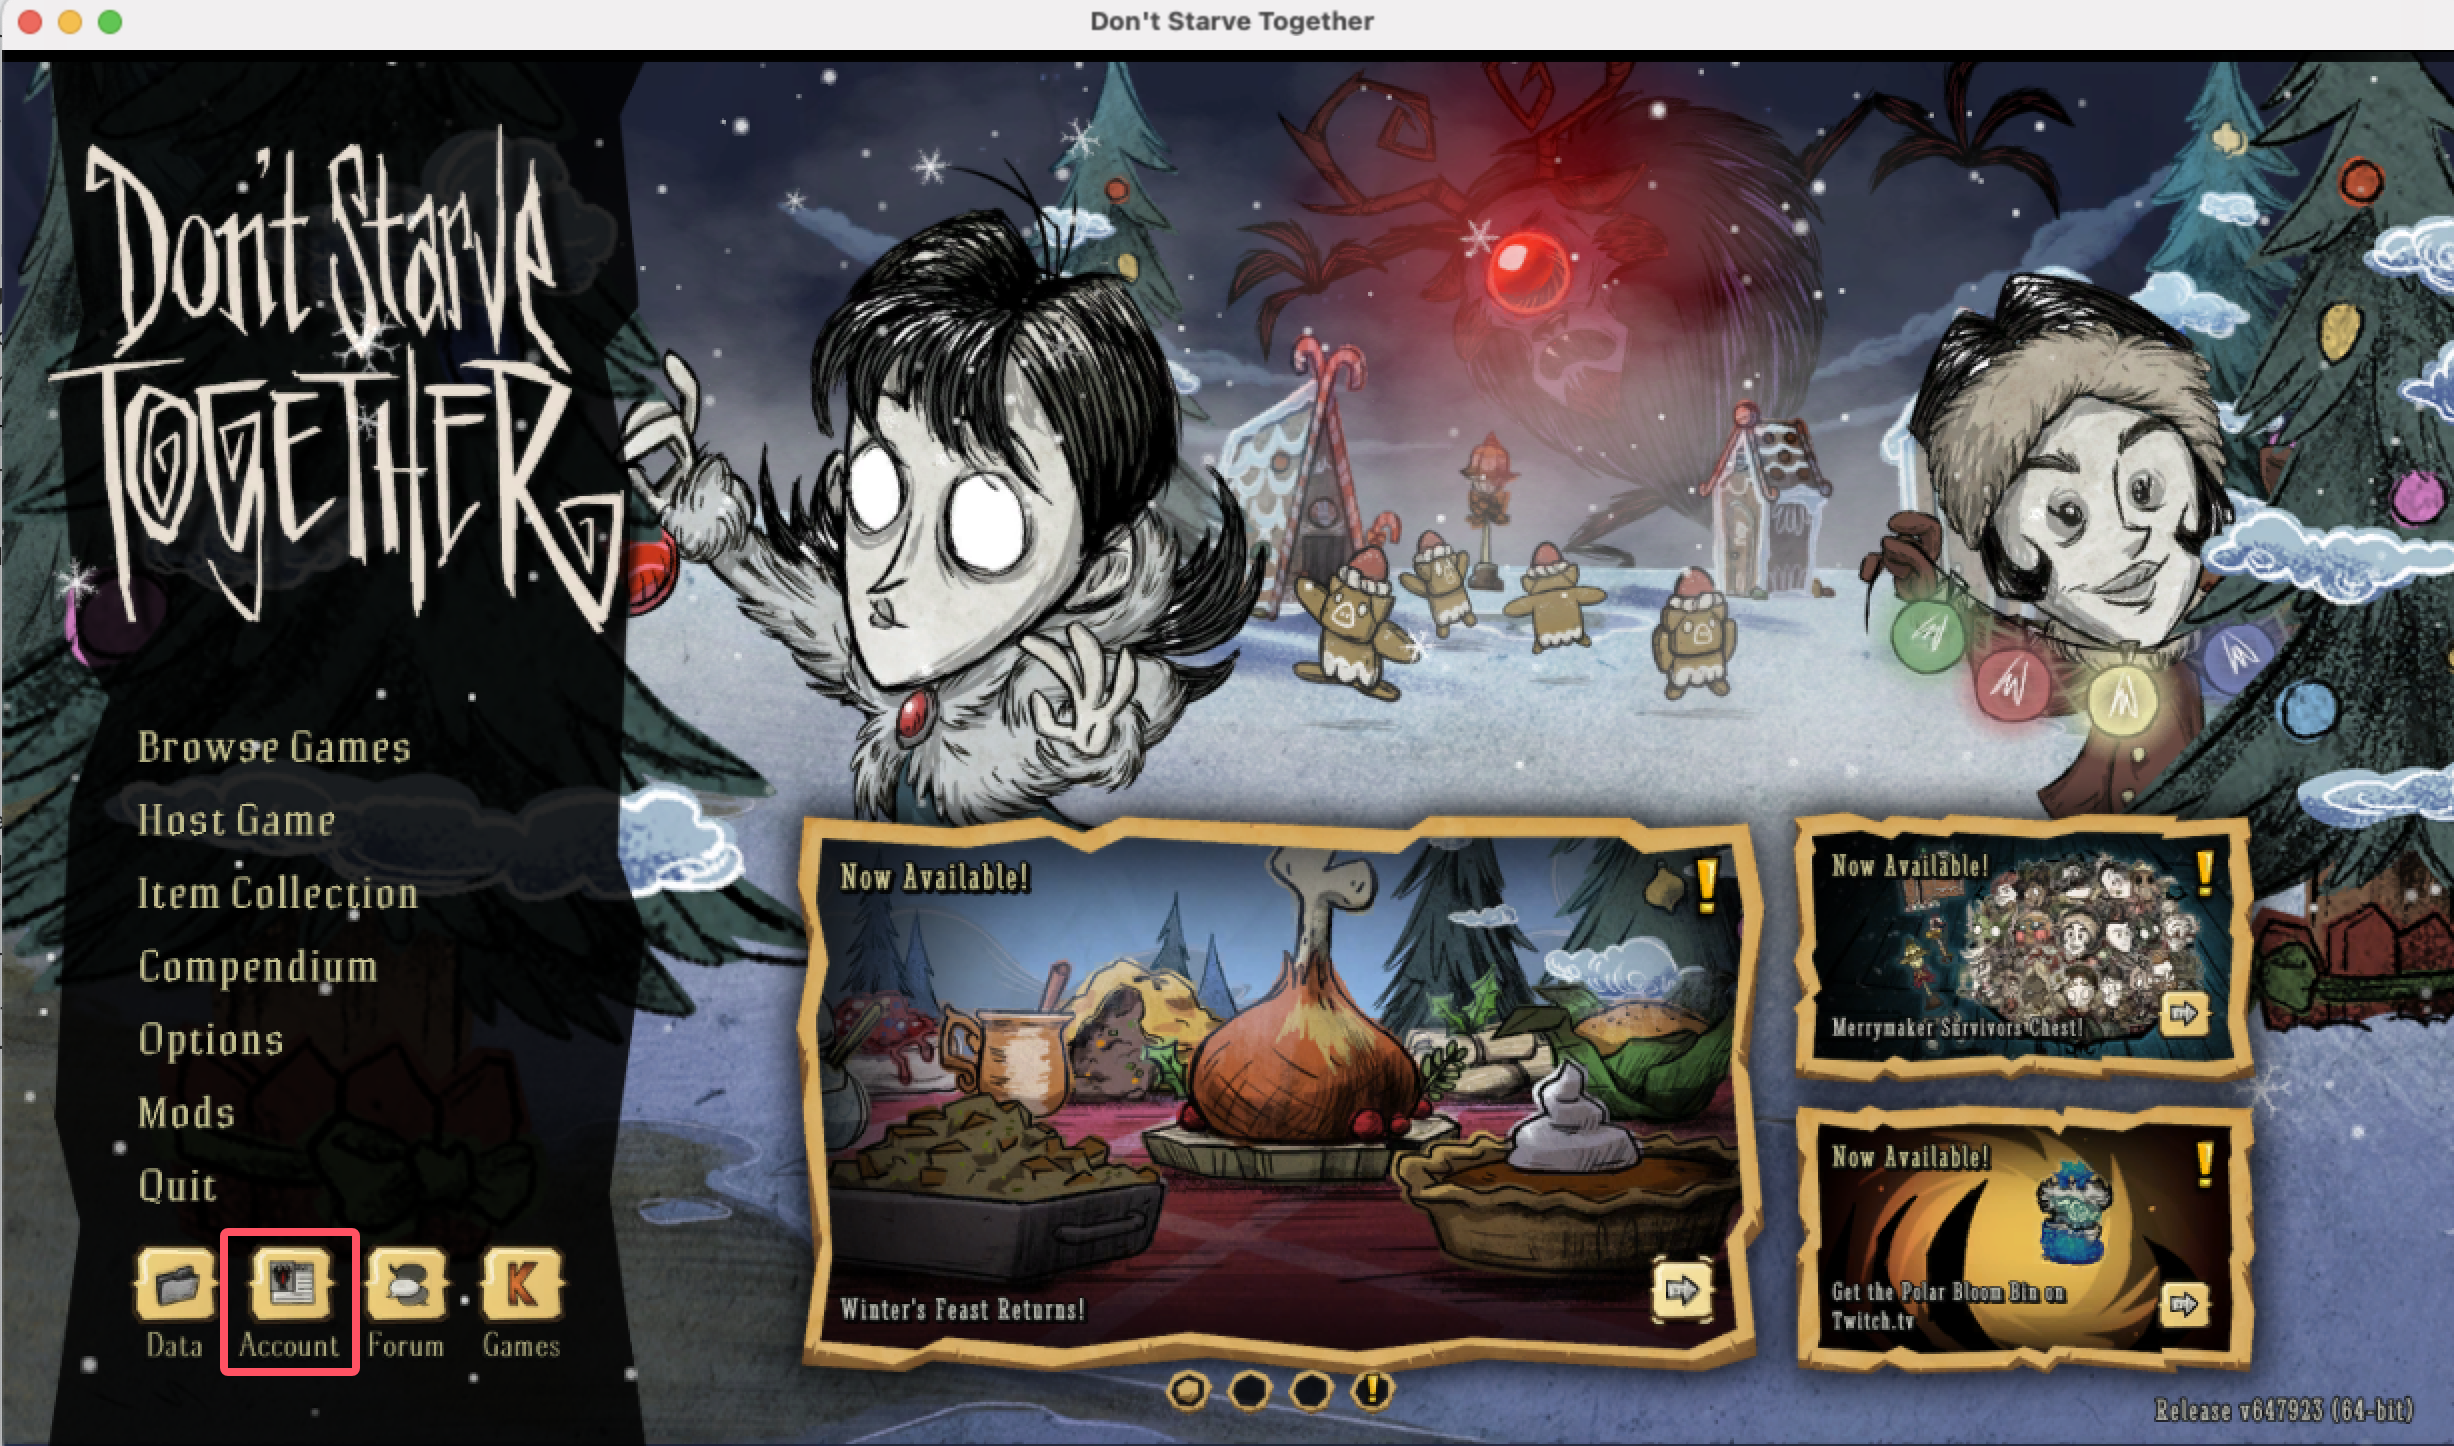 Don't Starve Together
Don't Starve
Together
Browse Games
Host Game
Item Collection
Compendium
Options
Mods
Quit
Data
Account
Forum
Games
Now Available!
Winter's Feast Returns!
Now Available!
Merrymaker Survivors Chest!
Now Available!
Get the Polar Bloom Bin on
Twitch.tv
Release v647923 (64-bit)